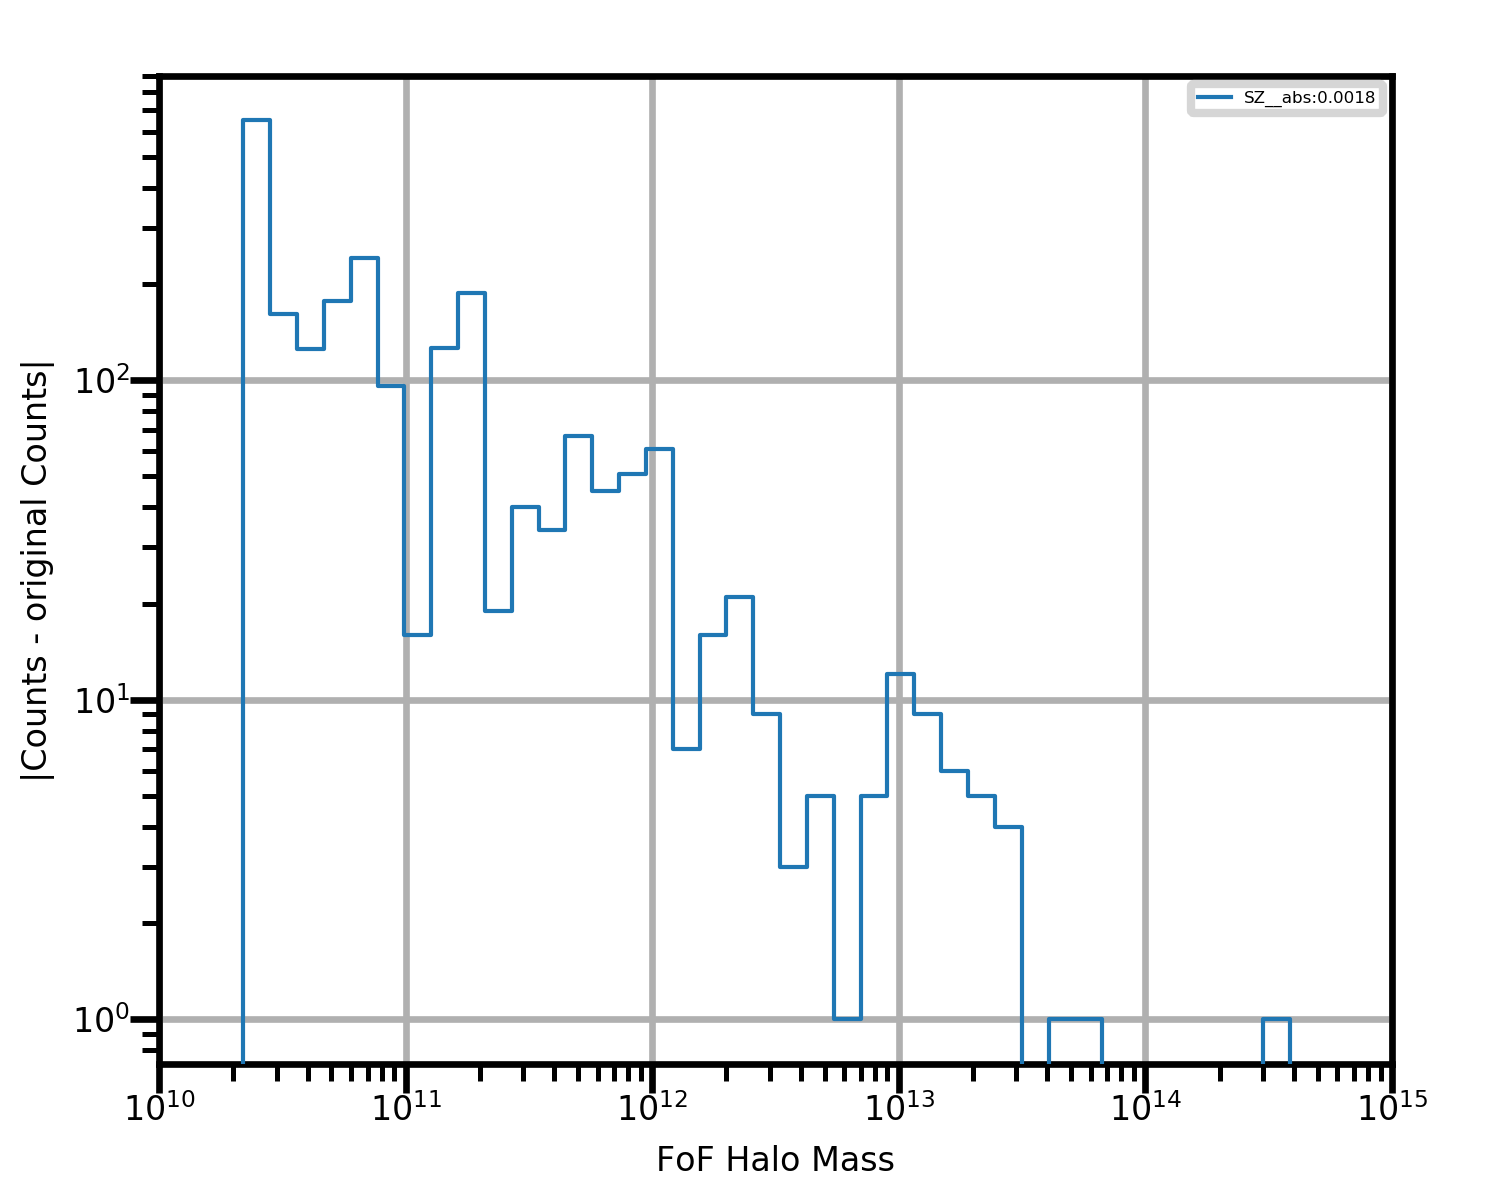 SZ__abs:0.0018
|Counts - original Counts|
10²
10¹
10⁰
10¹⁰ 10¹¹ 10¹² 10¹³ 10¹⁴ 10¹⁵
FoF Halo Mass